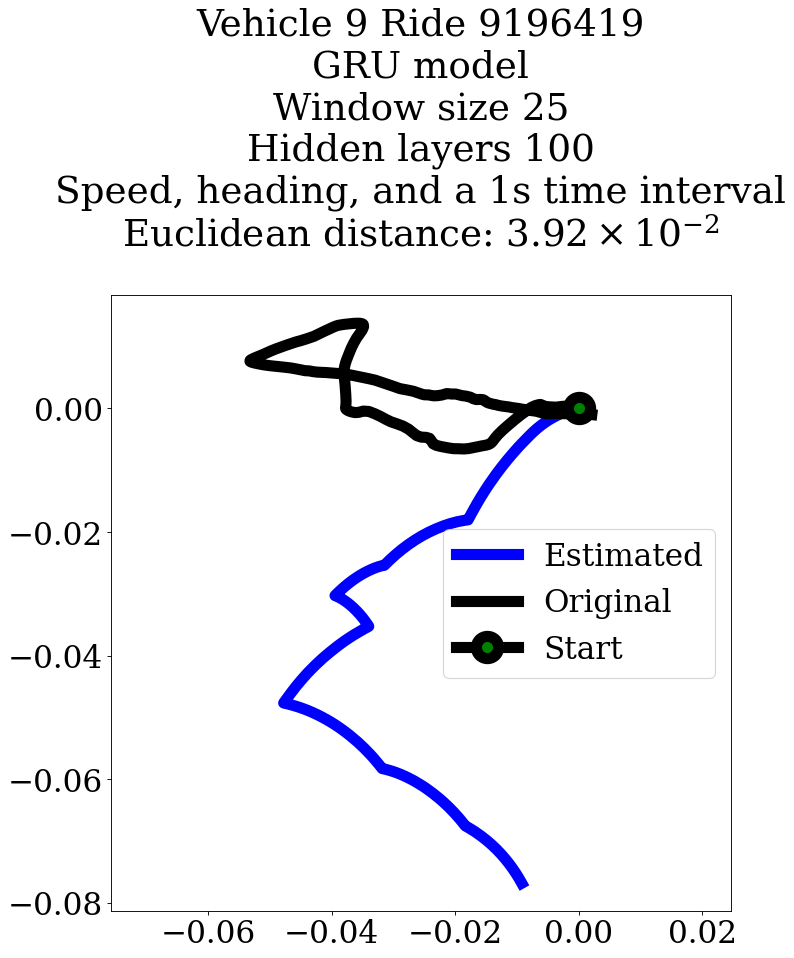 Vehicle 9 Ride 9196419
GRU model
Window size 25
Hidden layers 100
Speed, heading, and a 1s time interval
Euclidean distance: 3.92 × 10⁻²
0.00
−0.02
−0.04
−0.06
−0.08
Estimated
Original
Start
−0.06 −0.04 −0.02 0.00 0.02